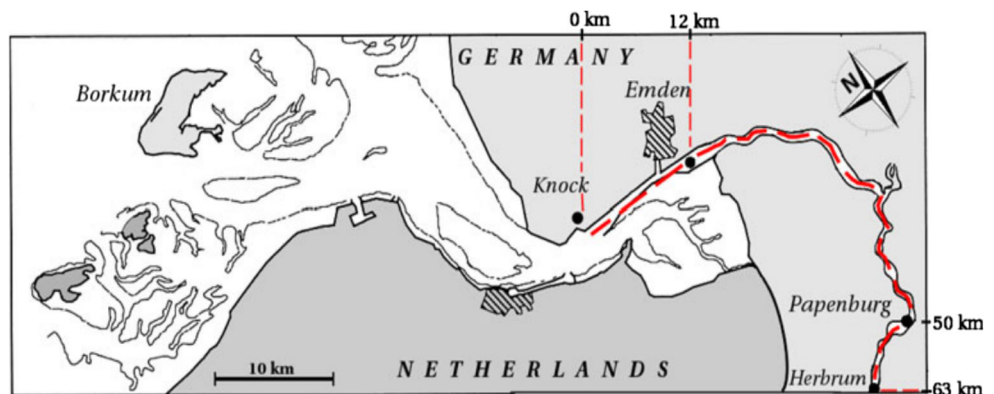 0 km
12 km
GERMANY
Borkum
Emden
N
Knock
Papenburg
50 km
10 km
NETHERLANDS
Herbrum
63 km